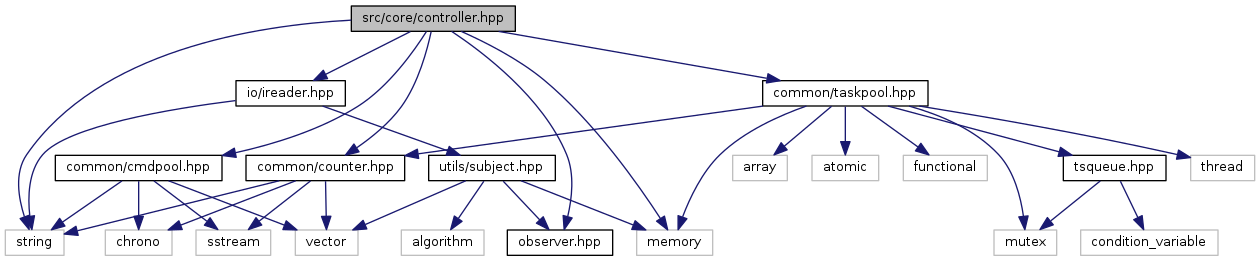 src/core/controller.hpp
io/ireader.hpp
common/taskpool.hpp
common/cmdpool.hpp
common/counter.hpp
utils/subject.hpp
array
atomic
functional
tsqueue.hpp
thread
string
chrono
sstream
vector
algorithm
observer.hpp
memory
mutex
condition_variable